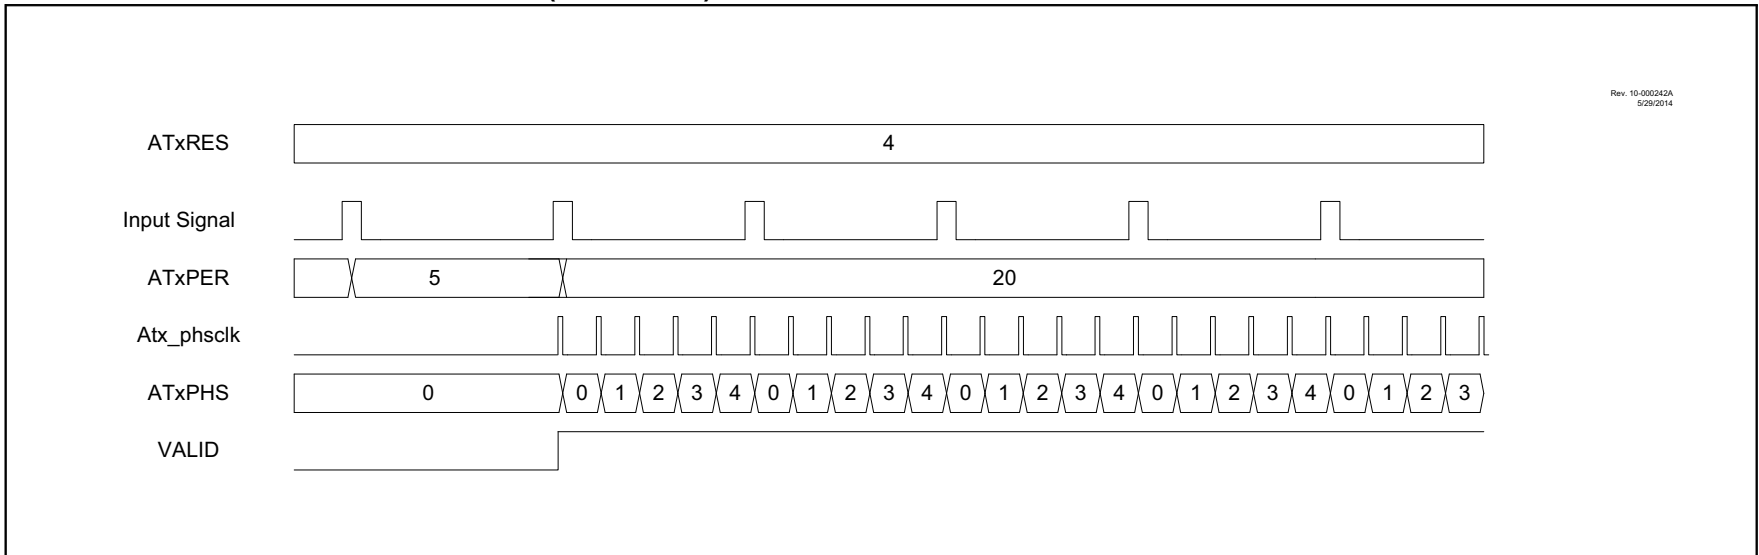 Rev. 10-000242A
5/29/2014
ATxRES 4
Input Signal
ATxPER 5 20
Atx_phsclk
ATxPHS 0 0 1 2 3 4 0 1 2 3 4 0 1 2 3 4 0 1 2 3 4 0 1 2 3
VALID